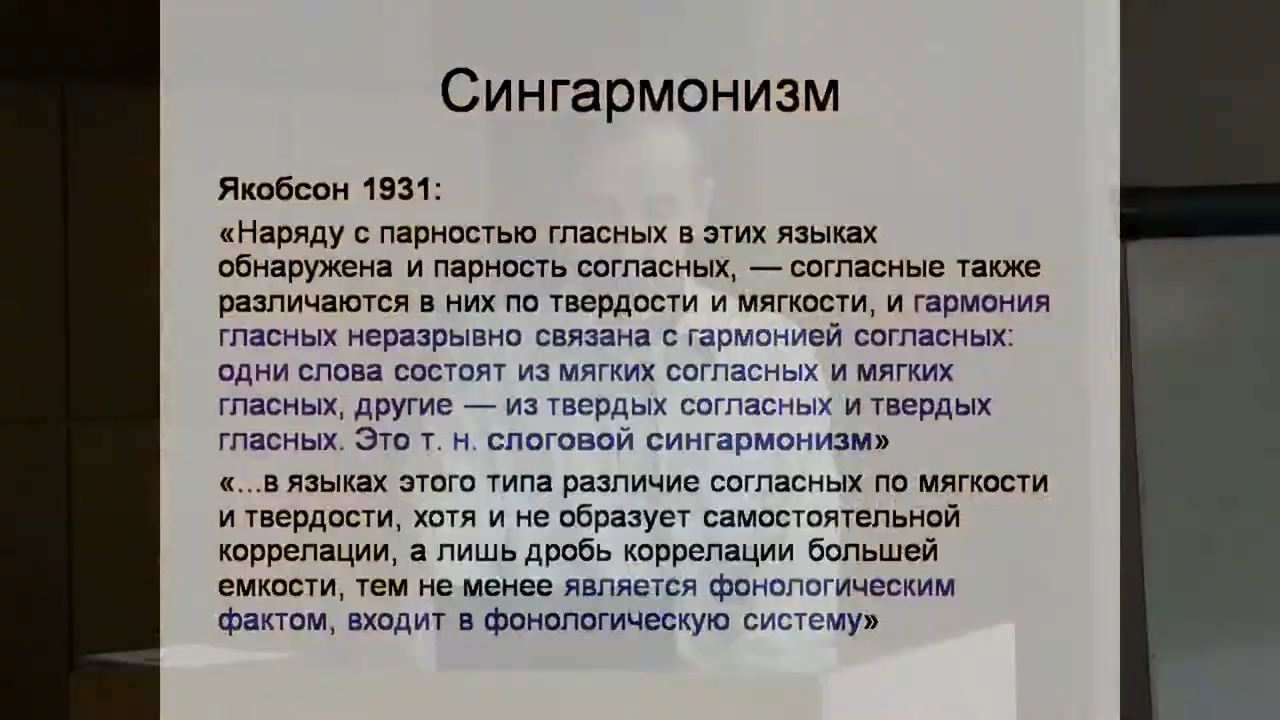 Сингармонизм
Якобсон 1931:
«Наряду с парностью гласных в этих языках
обнаружена и парность согласных, — согласные также
различаются в них по твердости и мягкости, и гармония
гласных неразрывно связана с гармонией согласных:
одни слова состоят из мягких согласных и мягких
гласных, другие — из твердых согласных и твердых
гласных. Это т. н. слоговой сингармонизм»
«...в языках этого типа различие согласных по мягкости
и твердости, хотя и не образует самостоятельной
коррелации, а лишь дробь коррелации большей
емкости, тем не менее является фонологическим
фактом, входит в фонологическую систему»